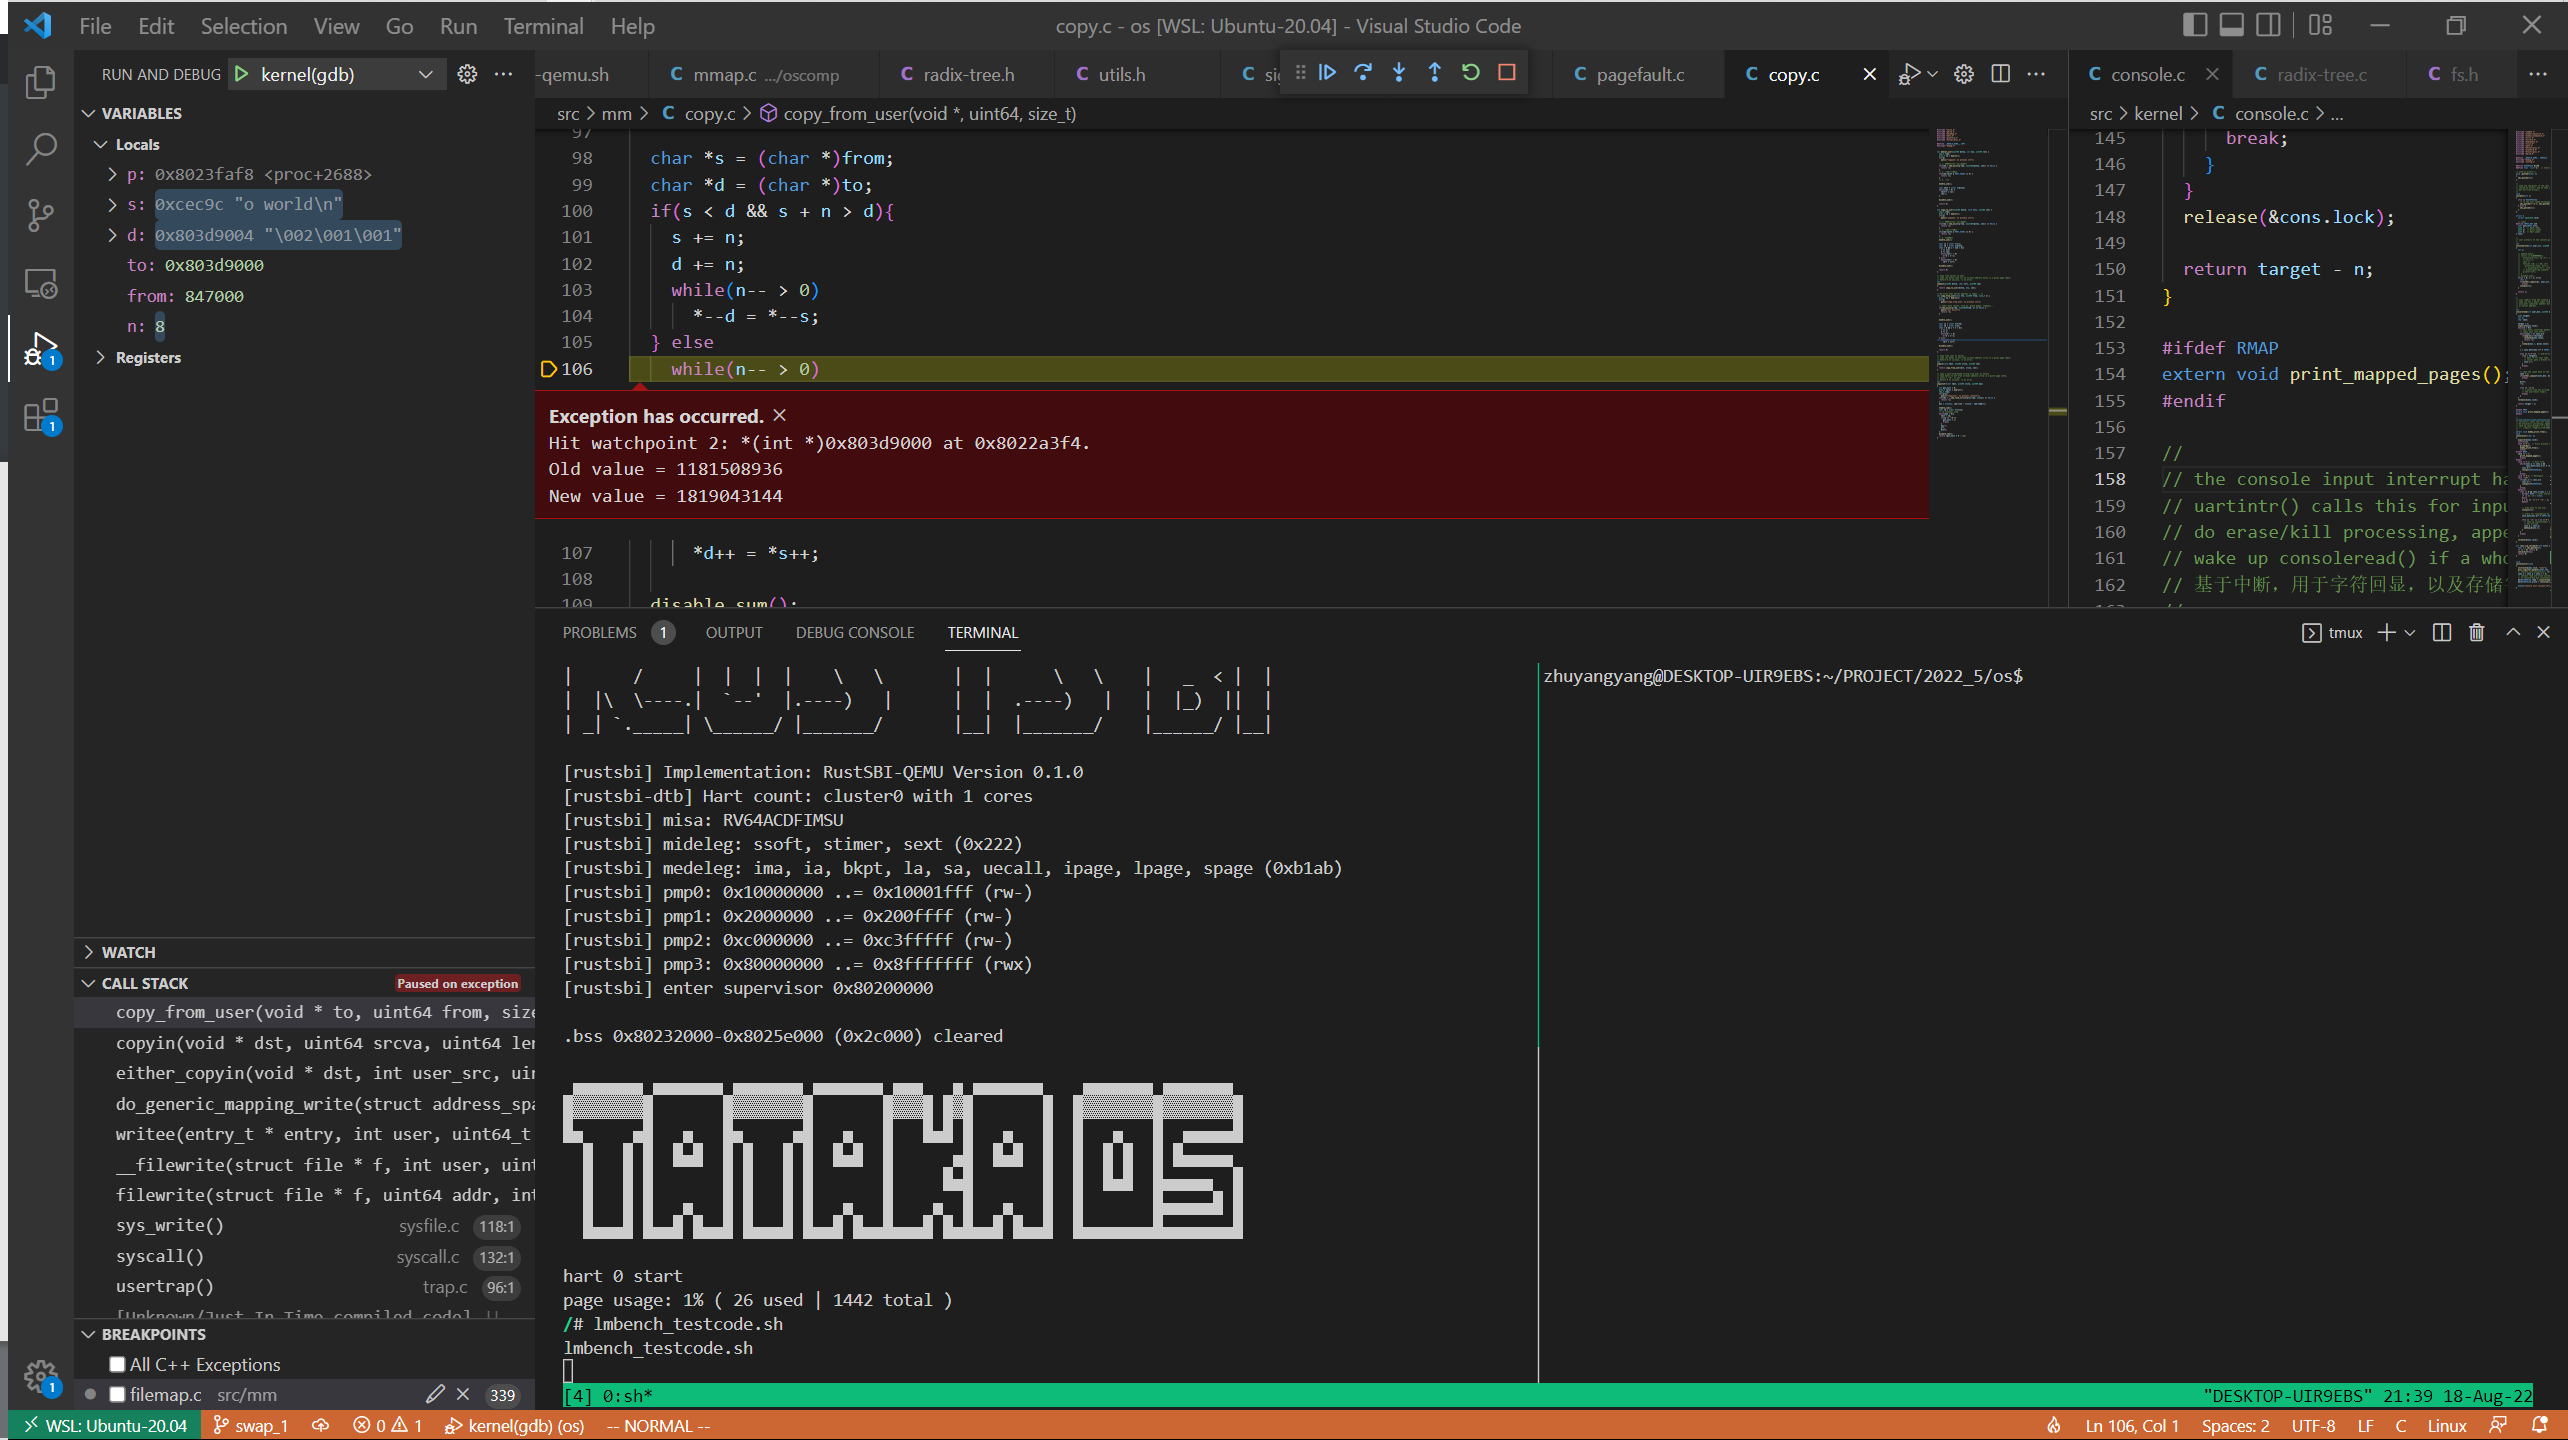 File Edit Selection View Go Run Terminal Help
copy.c - os [WSL: Ubuntu-20.04] - Visual Studio Code
RUN AND DEBUG kernel(gdb)
VARIABLES
Locals
p: 0x8023faf8 <proc+2688>
s: 0xcec9c "o world\n"
d: 0x803d9004 "\002\001\001"
to: 0x803d9000
from: 847000
n: 8
Registers
WATCH
CALL STACK Paused on exception
copy_from_user(void * to, uint64 from, size
copyin(void * dst, uint64 srcva, uint64 le
either_copyin(void * dst, int user_src, ui
do_generic_mapping_write(struct address_spa
writee(entry_t * entry, int user, uint64_t
__filewrite(struct file * f, int user, uint
filewrite(struct file * f, uint64 addr, int
sys_write() sysfile.c 118:1
syscall() syscall.c 132:1
usertrap() trap.c 96:1
[Unknown/Just-In-Time compiled code]
BREAKPOINTS
All C++ Exceptions
filemap.c src/mm 339
-qemu.sh mmap.c .../oscomp radix-tree.h utils.h pagefault.c copy.c
src > mm > C copy.c > copy_from_user(void *, uint64, size_t)
97
98 char *s = (char *)from;
99 char *d = (char *)to;
100 if(s < d && s + n > d){
101 s += n;
102 d += n;
103 while(n-- > 0)
104 *--d = *--s;
105 } else
106 while(n-- > 0)
Exception has occurred.
Hit watchpoint 2: *(int *)0x803d9000 at 0x8022a3f4.
Old value = 1181508936
New value = 1819043144
107 *d++ = *s++;
108
109 disable_sum();
console.c radix-tree.c fs.h
src > kernel > C console.c > ...
145 break;
146 }
147 }
148 release(&cons.lock);
149
150 return target - n;
151 }
152
153 #ifdef RMAP
154 extern void print_mapped_pages();
155 #endif
156
157 //
158 // the console input interrupt ha
159 // uartintr() calls this for inpu
160 // do erase/kill processing, appe
161 // wake up consoleread() if a who
162 // 基于中断，用于字符回显，以及存储
163 //
PROBLEMS 1 OUTPUT DEBUG CONSOLE TERMINAL
tmux
[rustsbi] Implementation: RustSBI-QEMU Version 0.1.0
[rustsbi-dtb] Hart count: cluster0 with 1 cores
[rustsbi] misa: RV64ACDFIMSU
[rustsbi] mideleg: ssoft, stimer, sext (0x222)
[rustsbi] medeleg: ima, ia, bkpt, la, sa, uecall, ipage, lpage, spage (0xb1ab)
[rustsbi] pmp0: 0x10000000 ..= 0x10001fff (rw-)
[rustsbi] pmp1: 0x2000000 ..= 0x200ffff (rw-)
[rustsbi] pmp2: 0xc000000 ..= 0xc3fffff (rw-)
[rustsbi] pmp3: 0x80000000 ..= 0x8fffffff (rwx)
[rustsbi] enter supervisor 0x80200000
.bss 0x80232000-0x8025e000 (0x2c000) cleared
TATAKA OS
hart 0 start
page usage: 1% ( 26 used | 1442 total )
/# lmbench_testcode.sh
lmbench_testcode.sh
zhuyangyang@DESKTOP-UIR9EBS:~/PROJECT/2022_5/os$
[4] 0:sh* "DESKTOP-UIR9EBS" 21:39 18-Aug-22
WSL: Ubuntu-20.04 swap_1 0 1 kernel(gdb) (os) -- NORMAL -- Ln 106, Col 1 Spaces: 2 UTF-8 LF C Linux